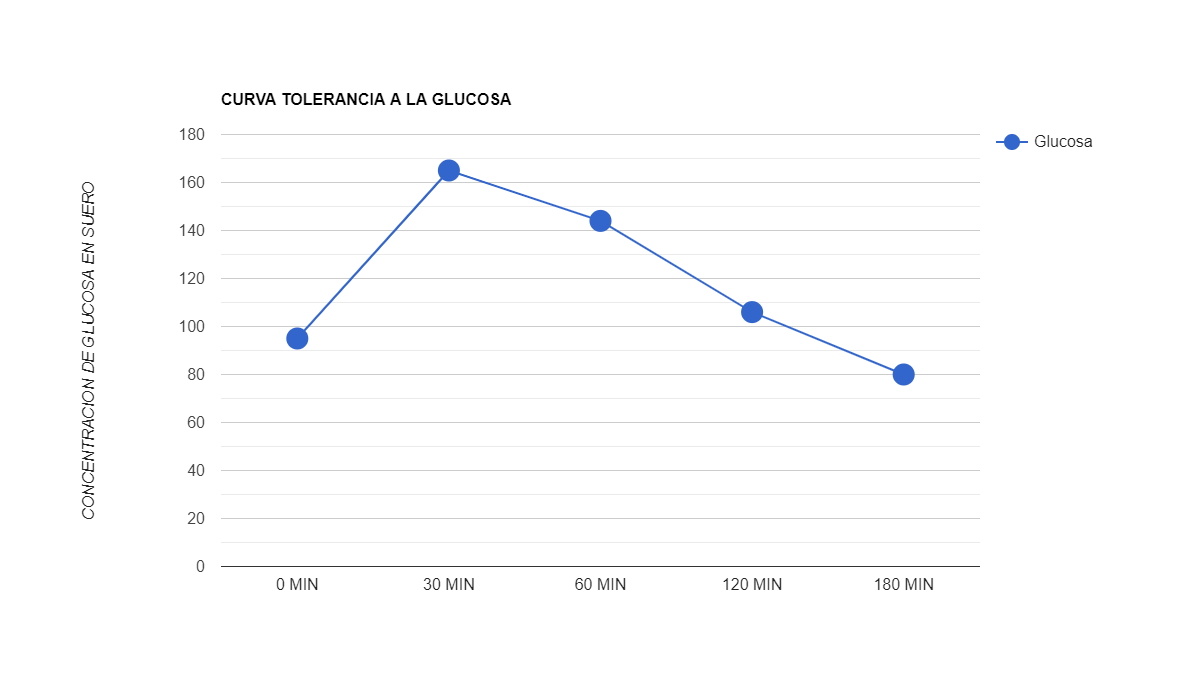 CURVA TOLERANCIA A LA GLUCOSA
Glucosa
CONCENTRACION DE GLUCOSA EN SUERO
180
160
140
120
100
80
60
40
20
0
0 MIN 30 MIN 60 MIN 120 MIN 180 MIN